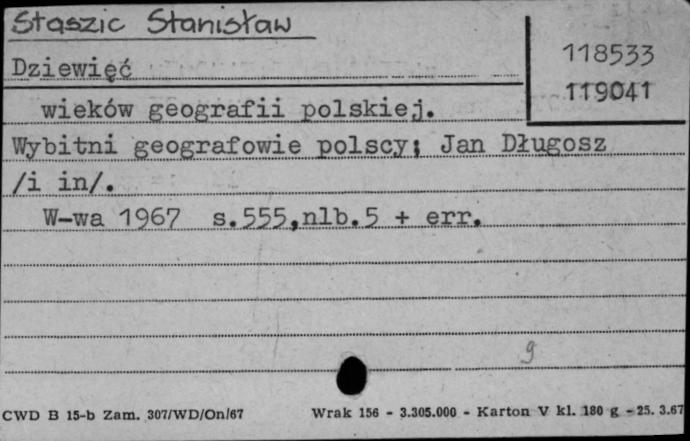 Staszic Stanisław
118533
Dziewięć
119041
wieków geografii polskiej.
Wybitni geografowie polscy; Jan Długosz
/i in/.
W-wa 1967 s.555,nlb.5 + err.
9
CWD B 15-b Zam. 307/WD/On/67 Wrak 156 - 3.305.000 - Karton V kl. 180 g - 25. 3.67